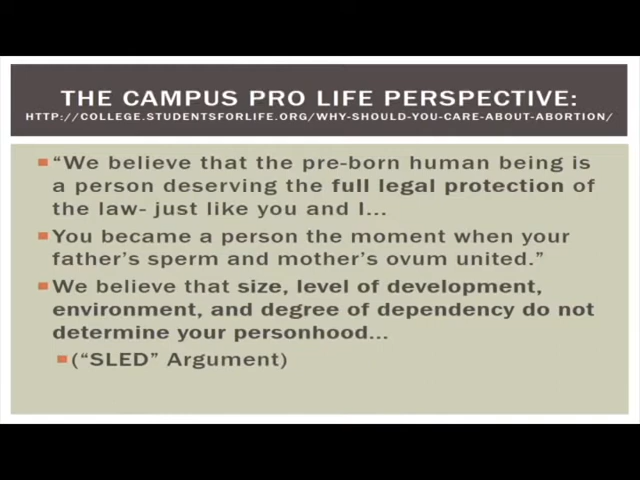 THE CAMPUS PRO LIFE PERSPECTIVE:
HTTP://COLLEGE.STUDENTSFORLIFE.ORG/WHY-SHOULD-YOU-CARE-ABOUT-ABORTION/
“We believe that the pre-born human being is
a person deserving the full legal protection of
the law- just like you and I...
You became a person the moment when your
father’s sperm and mother’s ovum united.”
We believe that size, level of development,
environment, and degree of dependency do not
determine your personhood...
(“SLED” Argument)